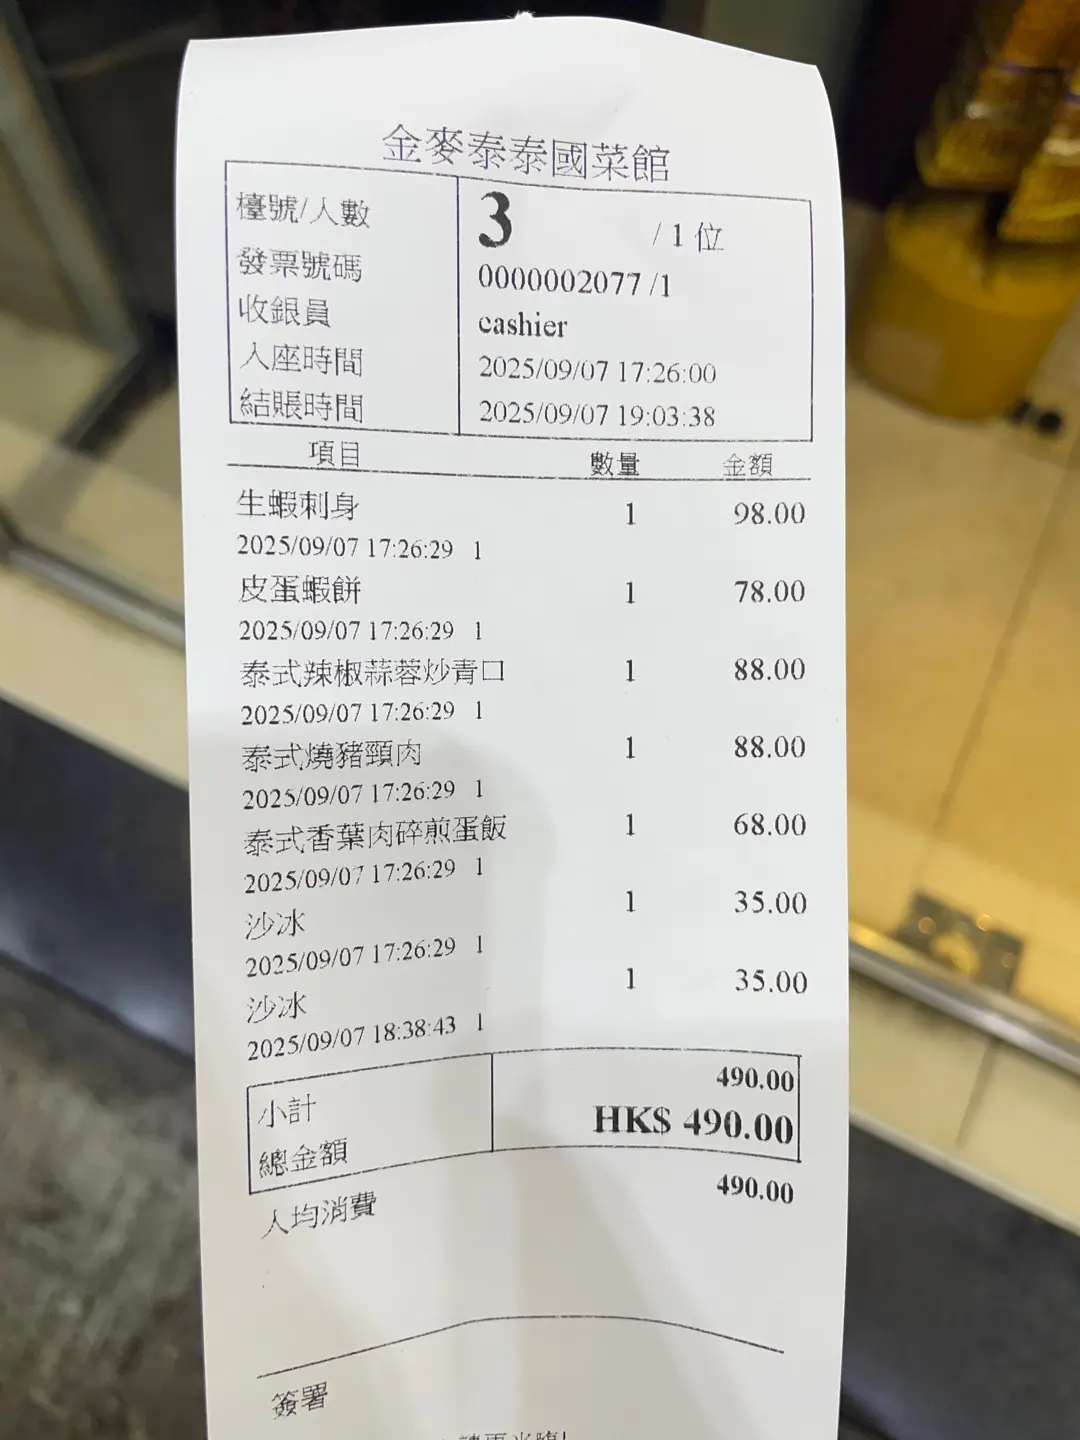 金麥泰泰國菜館
檯號/人數 3 / 1 位
發票號碼 0000002077 /1
收銀員 cashier
入座時間 2025/09/07 17:26:00
結賬時間 2025/09/07 19:03:38
項目 數量 金額
生蝦刺身 1 98.00
2025/09/07 17:26:29 1
皮蛋蝦餅 1 78.00
2025/09/07 17:26:29 1
泰式辣椒蒜蓉炒青口 1 88.00
2025/09/07 17:26:29 1
泰式燒豬頸肉 1 88.00
2025/09/07 17:26:29 1
泰式香葉肉碎煎蛋飯 1 68.00
2025/09/07 17:26:29 1
沙冰 1 35.00
2025/09/07 17:26:29 1
沙冰 1 35.00
2025/09/07 18:38:43 1
小計 490.00
總金額 HK$ 490.00
人均消費 490.00
簽署